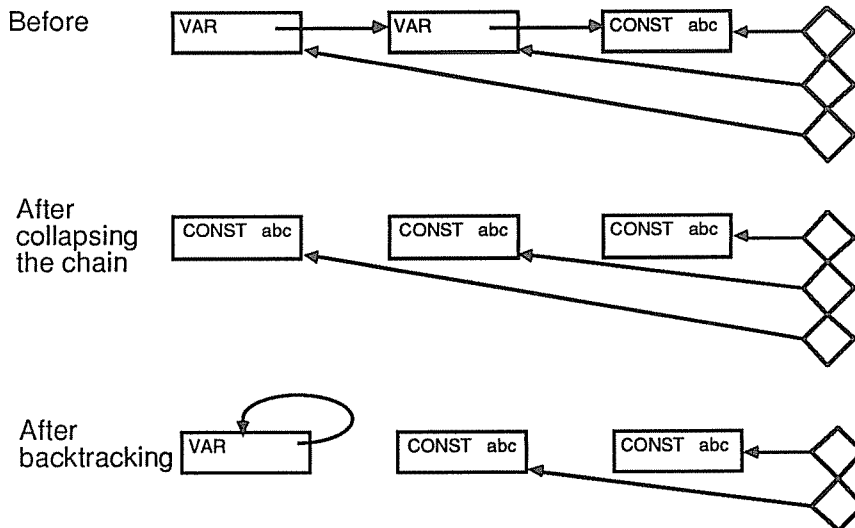 Before
VAR
VAR
CONST abc
After
collapsing
the chain
CONST abc
CONST abc
CONST abc
After
backtracking
VAR
CONST abc
CONST abc